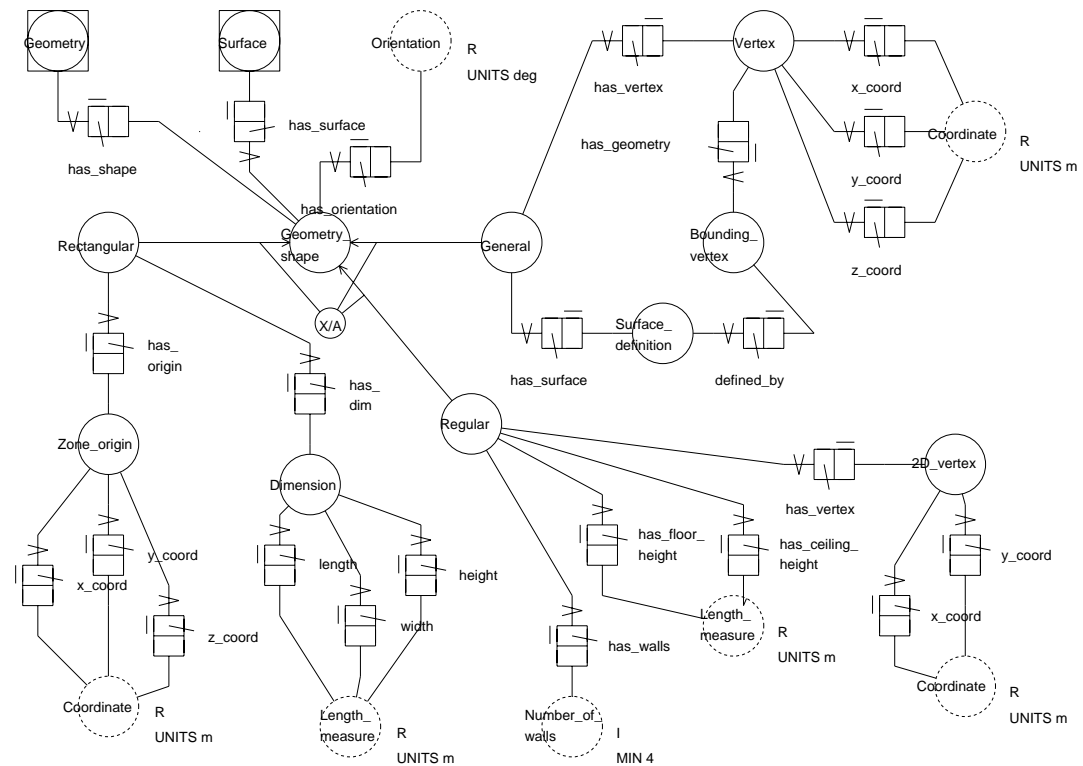 Geometry
Surface
Orientation
R
UNITS deg
Vertex
has_vertex
x_coord
has_surface
has_shape
has_geometry
Coordinate
R
UNITS m
y_coord
has_orientation
Rectangular
Geometry_
shape
General
Bounding_
vertex
z_coord
X/A
Surface_
definition
has_
origin
has_
dim
has_surface
defined_by
Regular
Zone_origin
Dimension
2D_vertex
has_vertex
y_coord
x_coord
z_coord
length
height
width
has_floor_
height
has_ceiling_
height
y_coord
x_coord
has_walls
Length_
measure
R
UNITS m
Coordinate
R
UNITS m
Coordinate
R
UNITS m
Length_
measure
R
UNITS m
Number_of_
walls
I
MIN 4